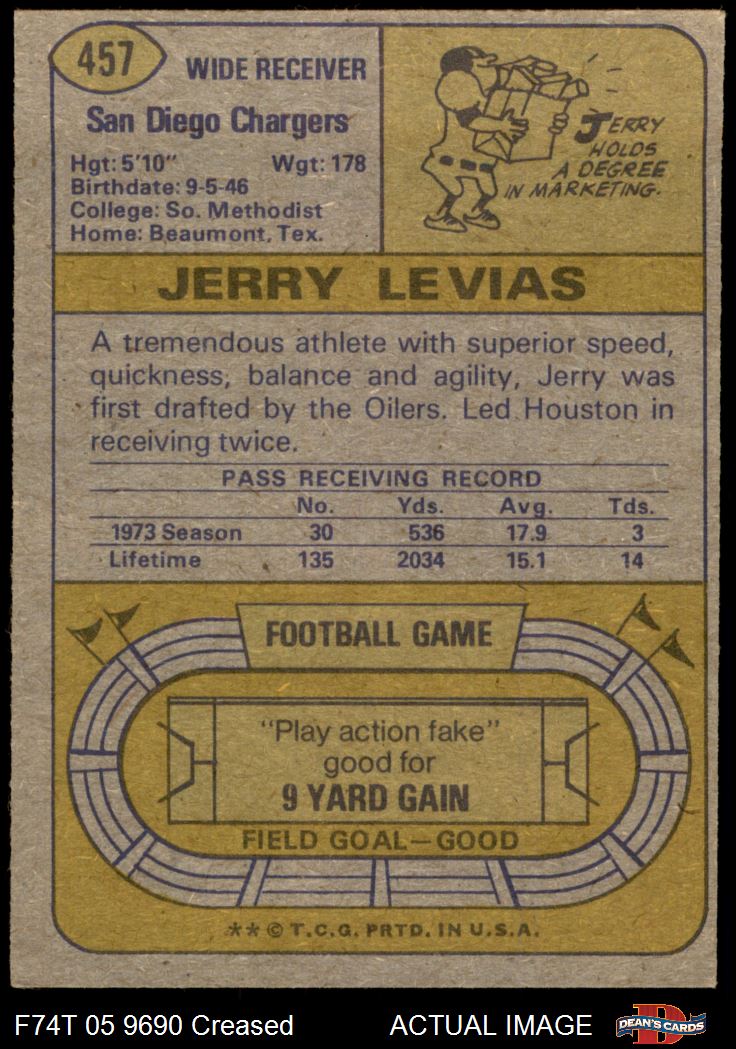 457
WIDE RECEIVER
San Diego Chargers
Hgt: 5'10" Wgt: 178
Birthdate: 9-5-46
College: So. Methodist
Home: Beaumont, Tex.
JERRY
HOLDS
A DEGREE
IN MARKETING.
JERRY LEVIAS
A tremendous athlete with superior speed,
quickness, balance and agility, Jerry was
first drafted by the Oilers. Led Houston in
receiving twice.
PASS RECEIVING RECORD
No. Yds. Avg. Tds.
1973 Season 30 536 17.9 3
Lifetime 135 2034 15.1 14
FOOTBALL GAME
"Play action fake"
good for
9 YARD GAIN
FIELD GOAL—GOOD
** © T.C.G. PRTD. IN U.S.A.
F74T 05 9690 Creased ACTUAL IMAGE
D
DEAN'S CARDS